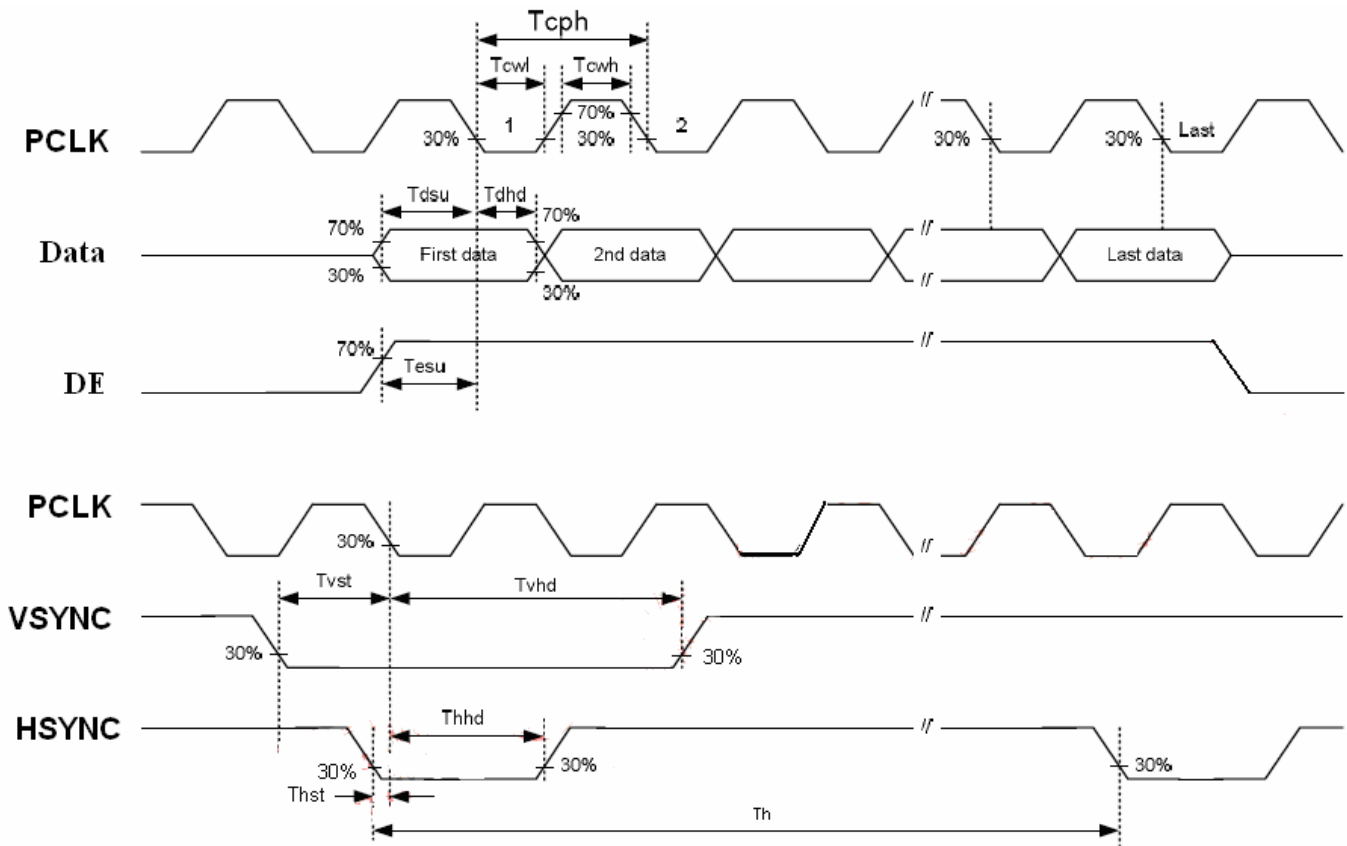 Tcph
Tcwl
Tcwh
PCLK
30%
1
70%
30%
2
//
30%
30%
Last
Tdsu
Tdhd
Data
70%
30%
First data
70%
30%
2nd data
//
Last data
DE
70%
Tesu
//
PCLK
30%
//
Tvst
Tvhd
VSYNC
30%
30%
//
HSYNC
Thhd
30%
30%
//
30%
Thst
Th